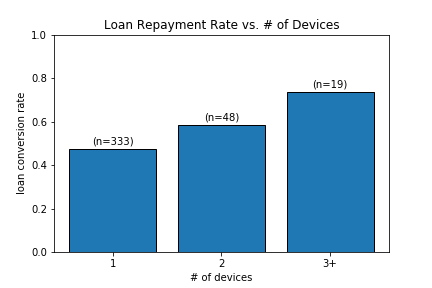 Loan Repayment Rate vs. # of Devices
1.0
0.8
0.6
0.4
0.2
0.0
loan conversion rate
(n=333)
(n=48)
(n=19)
1
2
3+
# of devices